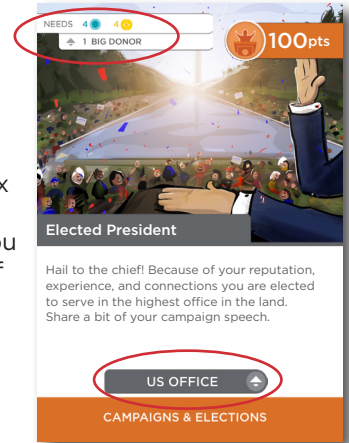 NEEDS 4 4
1 BIG DONOR
100pts
x
ou
f
Elected President
Hail to the chief! Because of your reputation,
experience, and connections you are elected
to serve in the highest office in the land.
Share a bit of your campaign speech.
US OFFICE
CAMPAIGNS & ELECTIONS